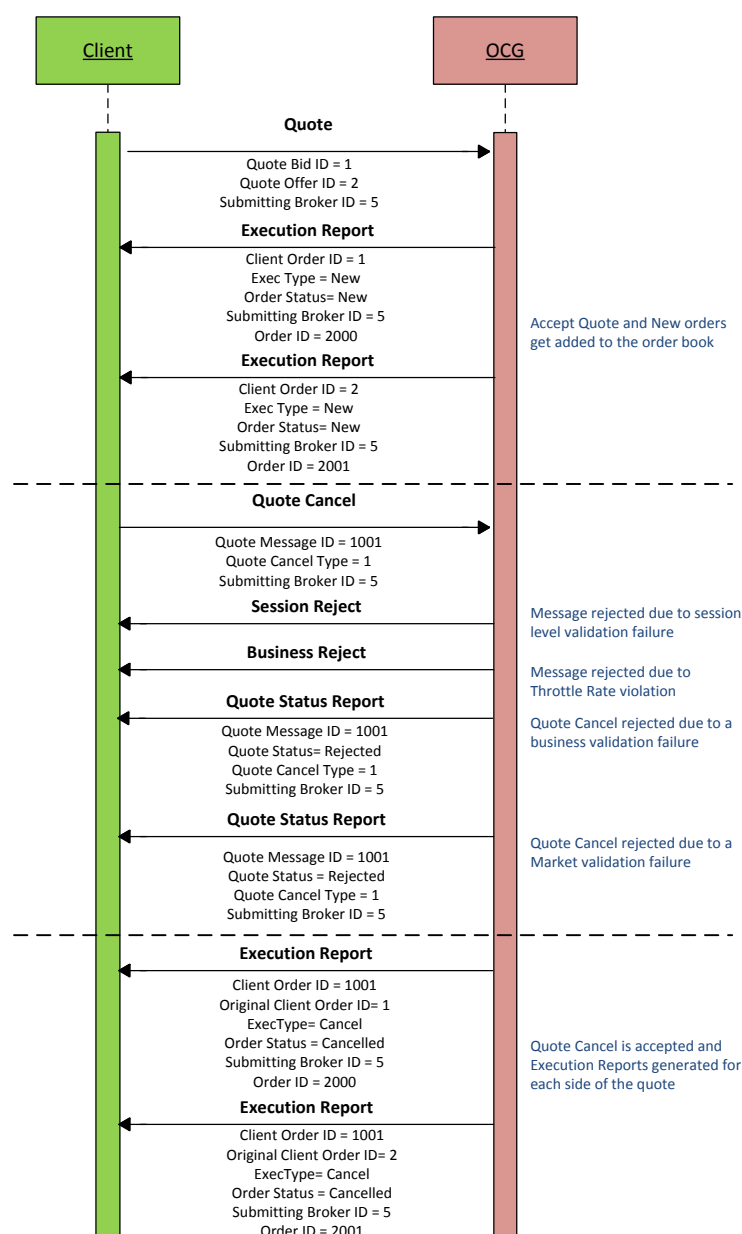 Client
OCG
Quote
Quote Bid ID = 1
Quote Offer ID = 2
Submitting Broker ID = 5
Execution Report
Client Order ID = 1
Exec Type = New
Order Status= New
Submitting Broker ID = 5
Order ID = 2000
Accept Quote and New orders
get added to the order book
Execution Report
Client Order ID = 2
Exec Type = New
Order Status= New
Submitting Broker ID = 5
Order ID = 2001
Quote Cancel
Quote Message ID = 1001
Quote Cancel Type = 1
Submitting Broker ID = 5
Session Reject
Message rejected due to session
level validation failure
Business Reject
Message rejected due to
Throttle Rate violation
Quote Status Report
Quote Message ID = 1001
Quote Status= Rejected
Quote Cancel Type = 1
Submitting Broker ID = 5
Quote Cancel rejected due to a
business validation failure
Quote Status Report
Quote Message ID = 1001
Quote Status = Rejected
Quote Cancel Type = 1
Submitting Broker ID = 5
Quote Cancel rejected due to a
Market validation failure
Execution Report
Client Order ID = 1001
Original Client Order ID= 1
ExecType= Cancel
Order Status = Cancelled
Submitting Broker ID = 5
Order ID = 2000
Quote Cancel is accepted and
Execution Reports generated for
each side of the quote
Execution Report
Client Order ID = 1001
Original Client Order ID= 2
ExecType= Cancel
Order Status = Cancelled
Submitting Broker ID = 5
Order ID = 2001